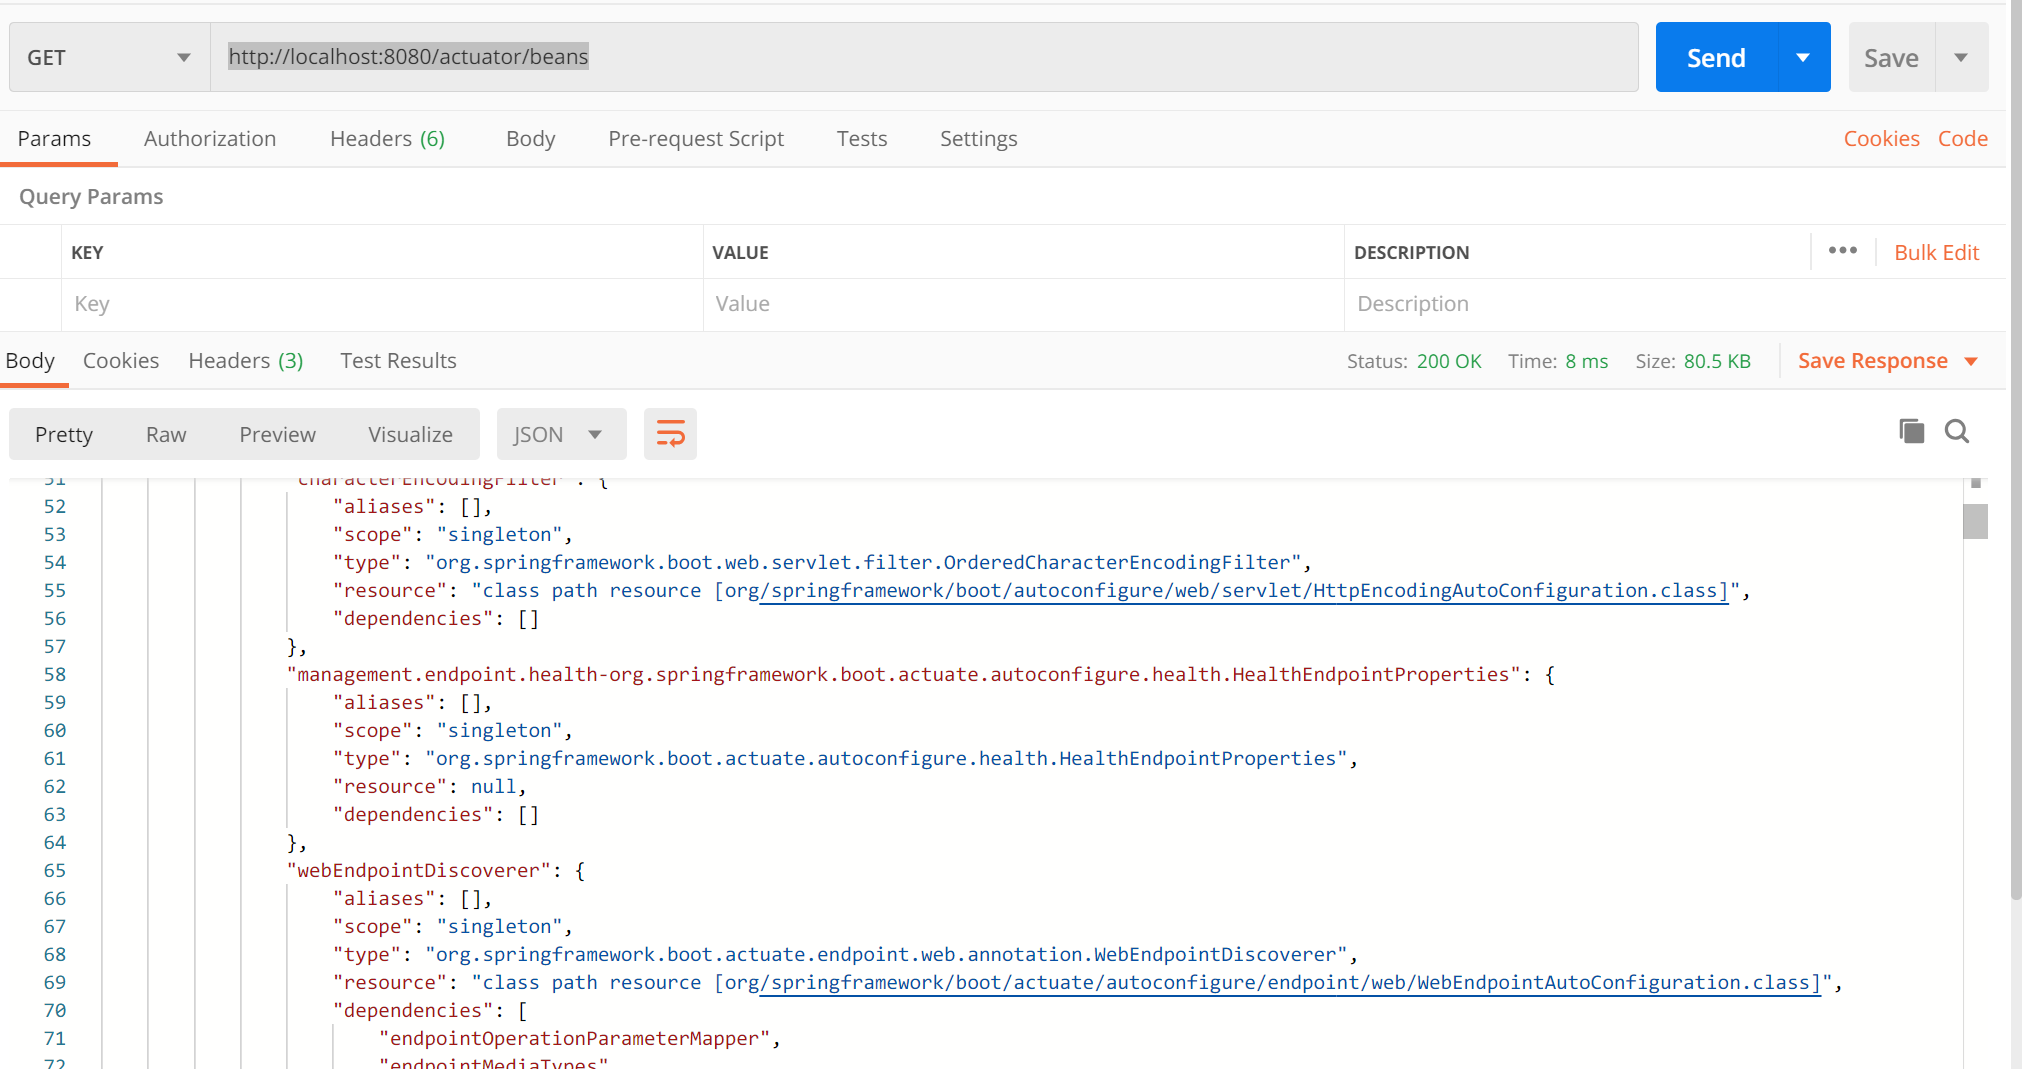 GET http://localhost:8080/actuator/beans Send Save
Params Authorization Headers (6) Body Pre-request Script Tests Settings Cookies Code
Query Params
KEY VALUE DESCRIPTION ••• Bulk Edit
Key Value Description
Body Cookies Headers (3) Test Results Status: 200 OK Time: 8 ms Size: 80.5 KB Save Response
Pretty Raw Preview Visualize JSON
51 "characterEncodingFilter": {
52 "aliases": [],
53 "scope": "singleton",
54 "type": "org.springframework.boot.web.servlet.filter.OrderedCharacterEncodingFilter",
55 "resource": "class path resource [org/springframework/boot/autoconfigure/web/servlet/HttpEncodingAutoConfiguration.class]",
56 "dependencies": []
57 },
58 "management.endpoint.health-org.springframework.boot.actuate.autoconfigure.health.HealthEndpointProperties": {
59 "aliases": [],
60 "scope": "singleton",
61 "type": "org.springframework.boot.actuate.autoconfigure.health.HealthEndpointProperties",
62 "resource": null,
63 "dependencies": []
64 },
65 "webEndpointDiscoverer": {
66 "aliases": [],
67 "scope": "singleton",
68 "type": "org.springframework.boot.actuate.endpoint.web.annotation.WebEndpointDiscoverer",
69 "resource": "class path resource [org/springframework/boot/actuate/autoconfigure/endpoint/web/WebEndpointAutoConfiguration.class]",
70 "dependencies": [
71 "endpointOperationParameterMapper",
72 "endpointMediaTypes"